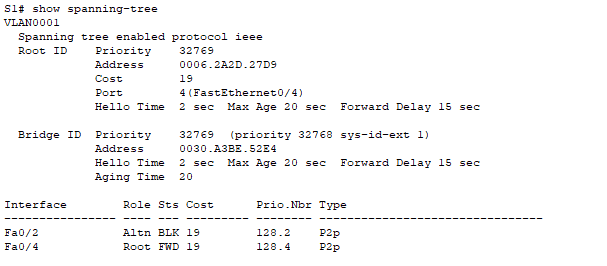 S1# show spanning-tree
VLAN0001
  Spanning tree enabled protocol ieee
  Root ID    Priority    32769
             Address     0006.2A2D.27D9
             Cost        19
             Port        4(FastEthernet0/4)
             Hello Time  2 sec  Max Age 20 sec  Forward Delay 15 sec

  Bridge ID  Priority    32769  (priority 32768 sys-id-ext 1)
             Address     0030.A3BE.52E4
             Hello Time  2 sec  Max Age 20 sec  Forward Delay 15 sec
             Aging Time  20

Interface        Role Sts Cost      Prio.Nbr Type
---------------- ---- --- --------- -------- --------------------------------
Fa0/2            Altn BLK 19        128.2    P2p
Fa0/4            Root FWD 19        128.4    P2p